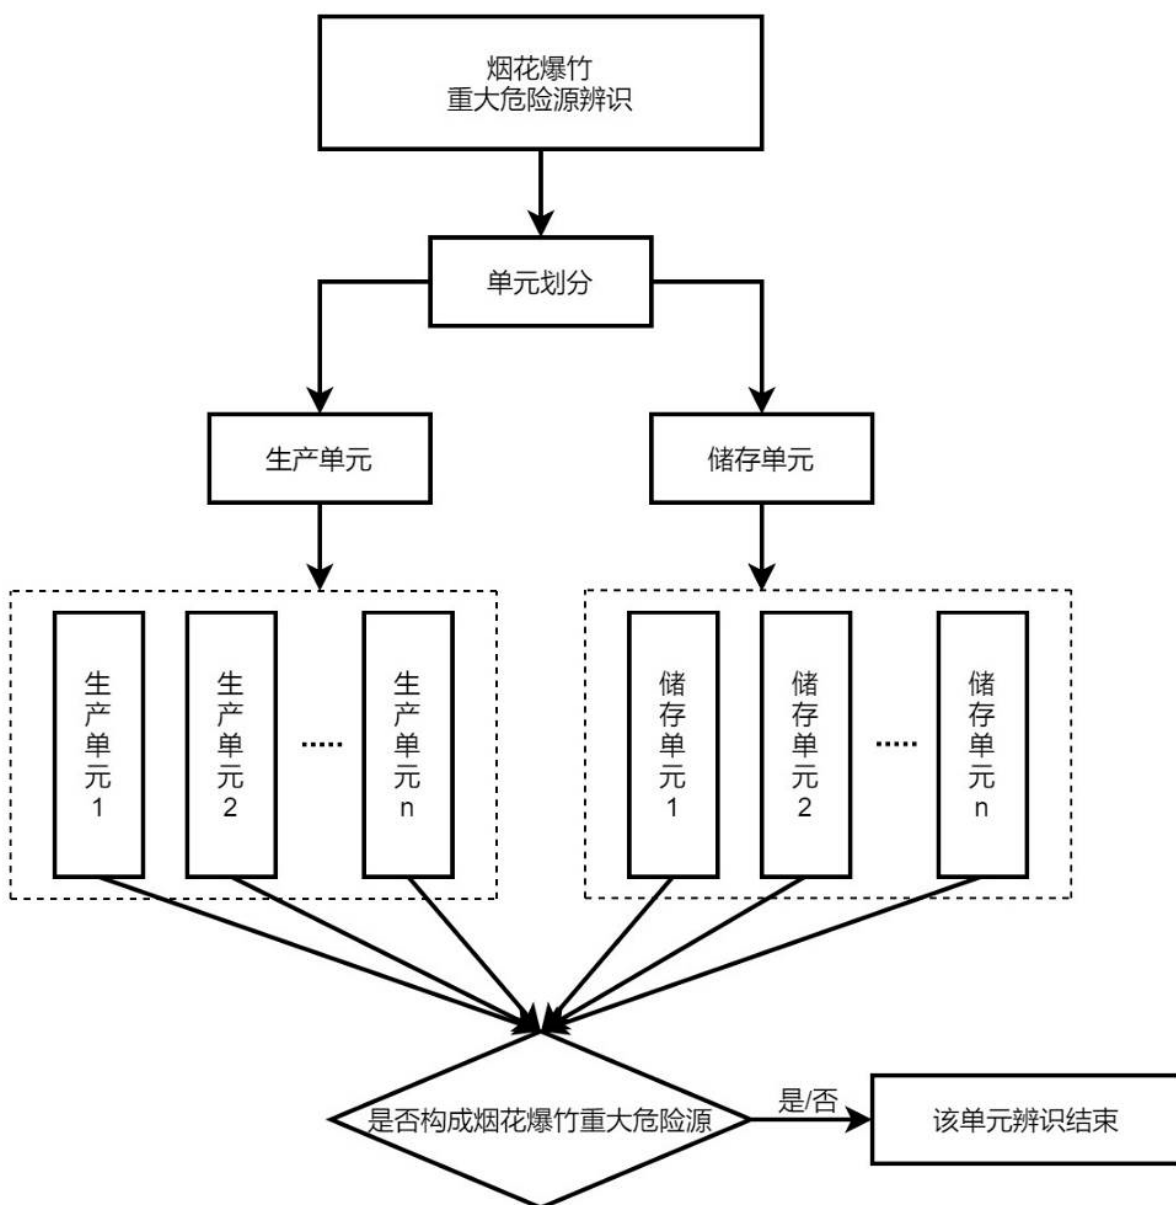 烟花爆竹
重大危险源辨识
单元划分
生产单元
储存单元
生产单元1
生产单元2
......
生产单元n
储存单元1
储存单元2
......
储存单元n
是否构成烟花爆竹重大危险源
是/否
该单元辨识结束